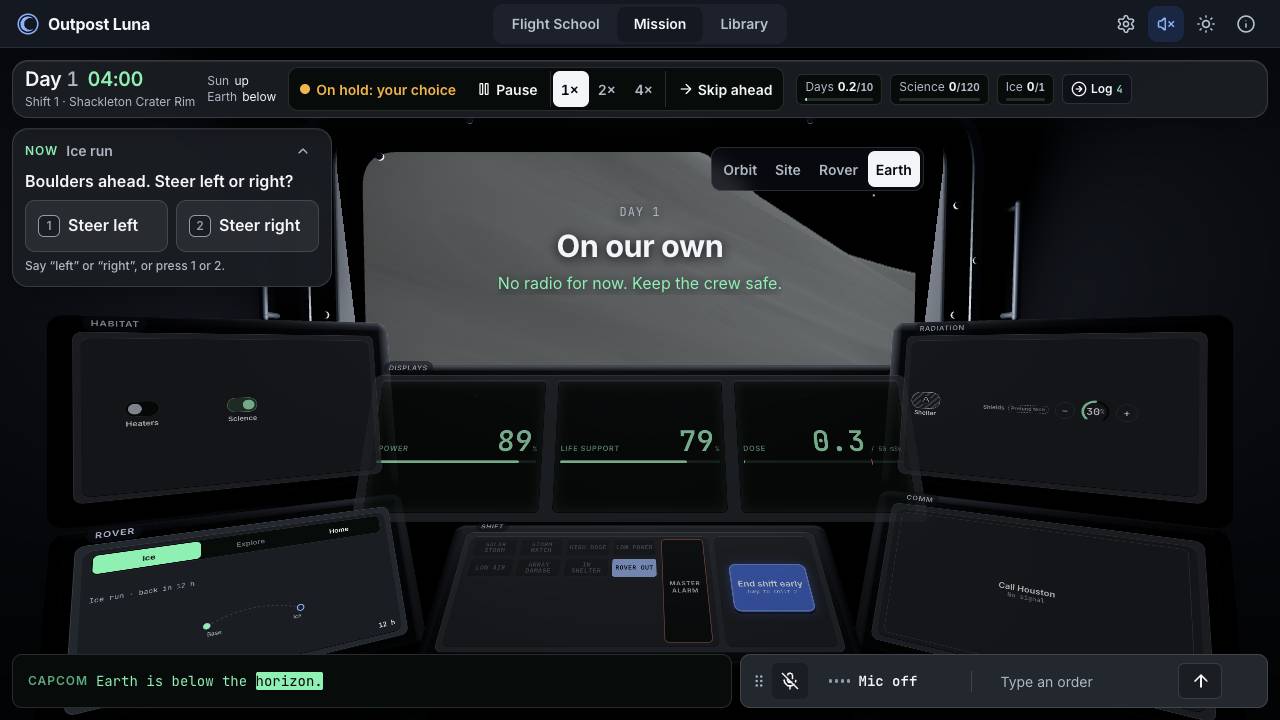 Outpost Luna
Flight School
Mission
Library
Day 1 04:00
Shift 1 · Shackleton Crater Rim
Sun up
Earth below
On hold: your choice
Pause
1×
2×
4×
Skip ahead
Days 0.2/10
Science 0/120
Ice 0/1
Log 4
NOW Ice run
Boulders ahead. Steer left or right?
1 Steer left
2 Steer right
Say “left” or “right”, or press 1 or 2.
Orbit
Site
Rover
Earth
DAY 1
On our own
No radio for now. Keep the crew safe.
HABITAT
Heaters
Science
DISPLAYS
POWER 89%
LIFE SUPPORT 79%
DOSE 0.3
RADIATION
Shelter
Shields
− 30% +
ROVER
Ice
Explore
Home
Ice run · back in 12 h
Base
Ice
12 h
SHIFT
SOLAR STORM
STORM WATCH
HIGH DOSE
LOW POWER
LOW AIR
ARRAY DAMAGE
IN SHELTER
ROVER OUT
MASTER ALARM
End shift early
Jump to shift 2
COMM
Call Houston
No signal
CAPCOM Earth is below the horizon.
Mic off
Type an order